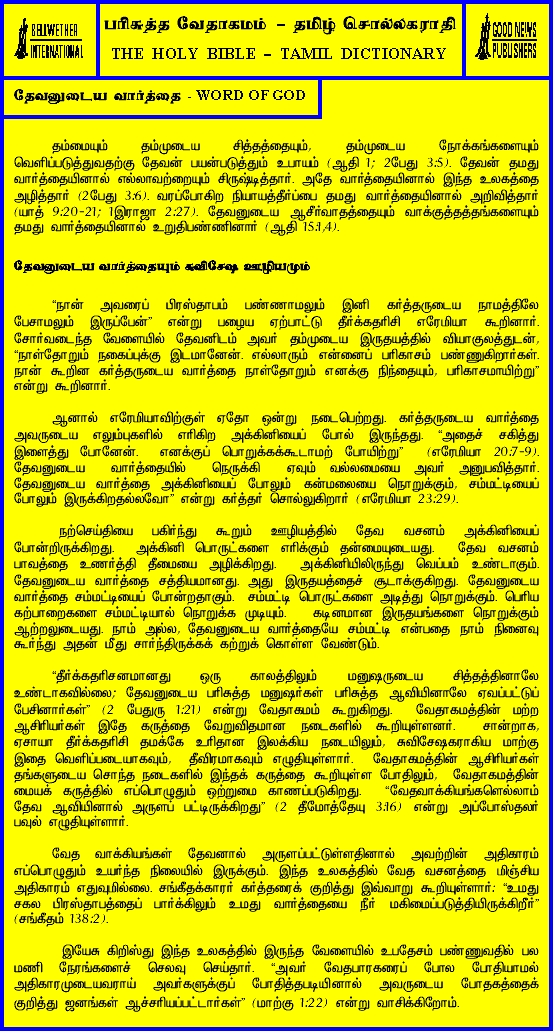 BELLWETHER
INTERNATIONAL
பரிசுத்த வேதாகமம் – தமிழ் சொல்லகராதி
THE HOLY BIBLE – TAMIL DICTIONARY
GOOD NEWS
PUBLISHERS
தேவனுடைய வார்த்தை - WORD OF GOD
தம்மையும் தம்முடைய சித்தத்தையும், தம்முடைய நோக்கங்களையும்
வெளிப்படுத்துவதற்கு தேவன் பயன்படுத்தும் உபாயம் (ஆதி 1; 2பேது 3:5). தேவன் தமது
வார்த்தையினால் எல்லாவற்றையும் சிருஷ்டித்தார். அதே வார்த்தையினால் இந்த உலகத்தை
அழித்தார் (2பேது 3:6). வரப்போகிற நியாயத்தீர்ப்பை தமது வார்த்தையினால் அறிவித்தார்
(யாத் 9:20-21; 1இராஜா 2:27). தேவனுடைய ஆசீர்வாதத்தையும் வாக்குத்தத்தங்களையும்
தமது வார்த்தையினால் உறுதிபண்ணினார் (ஆதி 15:1,4).
தேவனுடைய வார்த்தையும் சுவிசேஷ ஊழியமும்
“நான் அவரைப் பிரஸ்தாபம் பண்ணாமலும் இனி கர்த்தருடைய நாமத்திலே
பேசாமலும் இருப்பேன்” என்று பழைய ஏற்பாட்டு தீர்க்கதரிசி எரேமியா கூறினார்.
சோர்வடைந்த வேளையில் தேவனிடம் அவர் தம்முடைய இருதயத்தில் வியாகுலத்துடன்,
“நாள்தோறும் நகைப்புக்கு இடமானேன். எல்லாரும் என்னைப் பரிகாசம் பண்ணுகிறார்கள்.
நான் கூறின கர்த்தருடைய வார்த்தை நாள்தோறும் எனக்கு நிந்தையும், பரிகாசமாயிற்று”
என்று கூறினார்.
ஆனால் எரேமியாவிற்குள் ஏதோ ஒன்று நடைபெற்றது. கர்த்தருடைய வார்த்தை
அவருடைய எலும்புகளில் எரிகிற அக்கினியைப் போல் இருந்தது. “அதைச் சகித்து
இளைத்து போனேன். எனக்குப் பொறுக்கக்கூடாமற் போயிற்று” (எரேமியா 20:7-9).
தேவனுடைய வார்த்தையில் நெருக்கி ஏவும் வல்லமையை அவர் அனுபவித்தார்.
தேவனுடைய வார்த்தை அக்கினியைப் போலும் கன்மலையை நொறுக்கும், சம்மட்டியைப்
போலும் இருக்கிறதல்லவோ” என்று கர்த்தர் சொல்லுகிறார் (எரேமியா 23:29).
நற்செய்தியை பகிர்ந்து கூறும் ஊழியத்தில் தேவ வசனம் அக்கினியைப்
போன்றிருக்கிறது. அக்கினி பொருட்களை எரிக்கும் தன்மையுடையது. தேவ வசனம்
பாவத்தை உணர்த்தி தீமையை அழிக்கிறது. அக்கினியிலிருந்து வெப்பம் உண்டாகும்.
தேவனுடைய வார்த்தை சத்தியமானது. அது இருதயத்தைச் சூடாக்குகிறது. தேவனுடைய
வார்த்தை சம்மட்டியைப் போன்றதாகும். சம்மட்டி பொருட்களை அடித்து நொறுக்கும். பெரிய
கற்பாறைகளை சம்மட்டியால் நொறுக்க முடியும். கடினமான இருதயங்களை நொறுக்கும்
ஆற்றலுடையது. நாம் அல்ல, தேவனுடைய வார்த்தையே சம்மட்டி என்பதை நாம் நினைவு
கூர்ந்து அதன் மீது சார்ந்திருக்கக் கற்றுக் கொள்ள வேண்டும்.
“தீர்க்கதரிசனமானது ஒரு காலத்திலும் மனுஷருடைய சித்தத்தினாலே
உண்டாகவில்லை; தேவனுடைய பரிசுத்த மனுஷர்கள் பரிசுத்த ஆவியினாலே ஏவப்பட்டுப்
பேசினார்கள்” (2 பேதுரு 1:21) என்று வேதாகமம் கூறுகிறது. வேதாகமத்தின் மற்ற
ஆசிரியர்கள் இதே கருத்தை வேறுவிதமான நடைகளில் கூறியுள்ளனர். சான்றாக,
ஏசாயா தீர்க்கதரிசி தமக்கே உரிதான இலக்கிய நடையிலும், சுவிசேஷகராகிய மாற்கு
இதை வெளிப்படையாகவும், தீவிரமாகவும் எழுதியுள்ளார். வேதாகமத்தின் ஆசிரியர்கள்
தங்களுடைய சொந்த நடைகளில் இந்தக் கருத்தை கூறியுள்ள போதிலும், வேதாகமத்தின்
மையக் கருத்தில் எப்பொழுதும் ஒற்றுமை காணப்படுகிறது. “வேதவாக்கியங்களெல்லாம்
தேவ ஆவியினால் அருளப் பட்டிருக்கிறது” (2 தீமோத்தேயு 3:16) என்று அப்போஸ்தலர்
பவுல் எழுதியுள்ளார்.
வேத வாக்கியங்கள் தேவனால் அருளப்பட்டுள்ளதினால் அவற்றின் அதிகாரம்
எப்பொழுதும் உயர்ந்த நிலையில் இருக்கும். இந்த உலகத்தில் வேத வசனத்தை மிஞ்சிய
அதிகாரம் எதுவுமில்லை. சங்கீதக்காரர் கர்த்தரைக் குறித்து இவ்வாறு கூறியுள்ளார்: “உமது
சகல பிரஸ்தாபத்தைப் பார்க்கிலும் உமது வார்த்தையை நீர் மகிமைப்படுத்தியிருக்கிறீர்”
(சங்கீதம் 138:2).
இயேசு கிறிஸ்து இந்த உலகத்தில் இருந்த வேளையில் உபதேசம் பண்ணுவதில் பல
மணி நேரங்களைச் செலவு செய்தார். “அவர் வேதபாரகரைப் போல போதியாமல்
அதிகாரமுடையவராய் அவர்களுக்குப் போதித்தபடியினால் அவருடைய போதகத்தைக்
குறித்து ஜனங்கள் ஆச்சரியப்பட்டார்கள்” (மாற்கு 1:22) என்று வாசிக்கிறோம்.